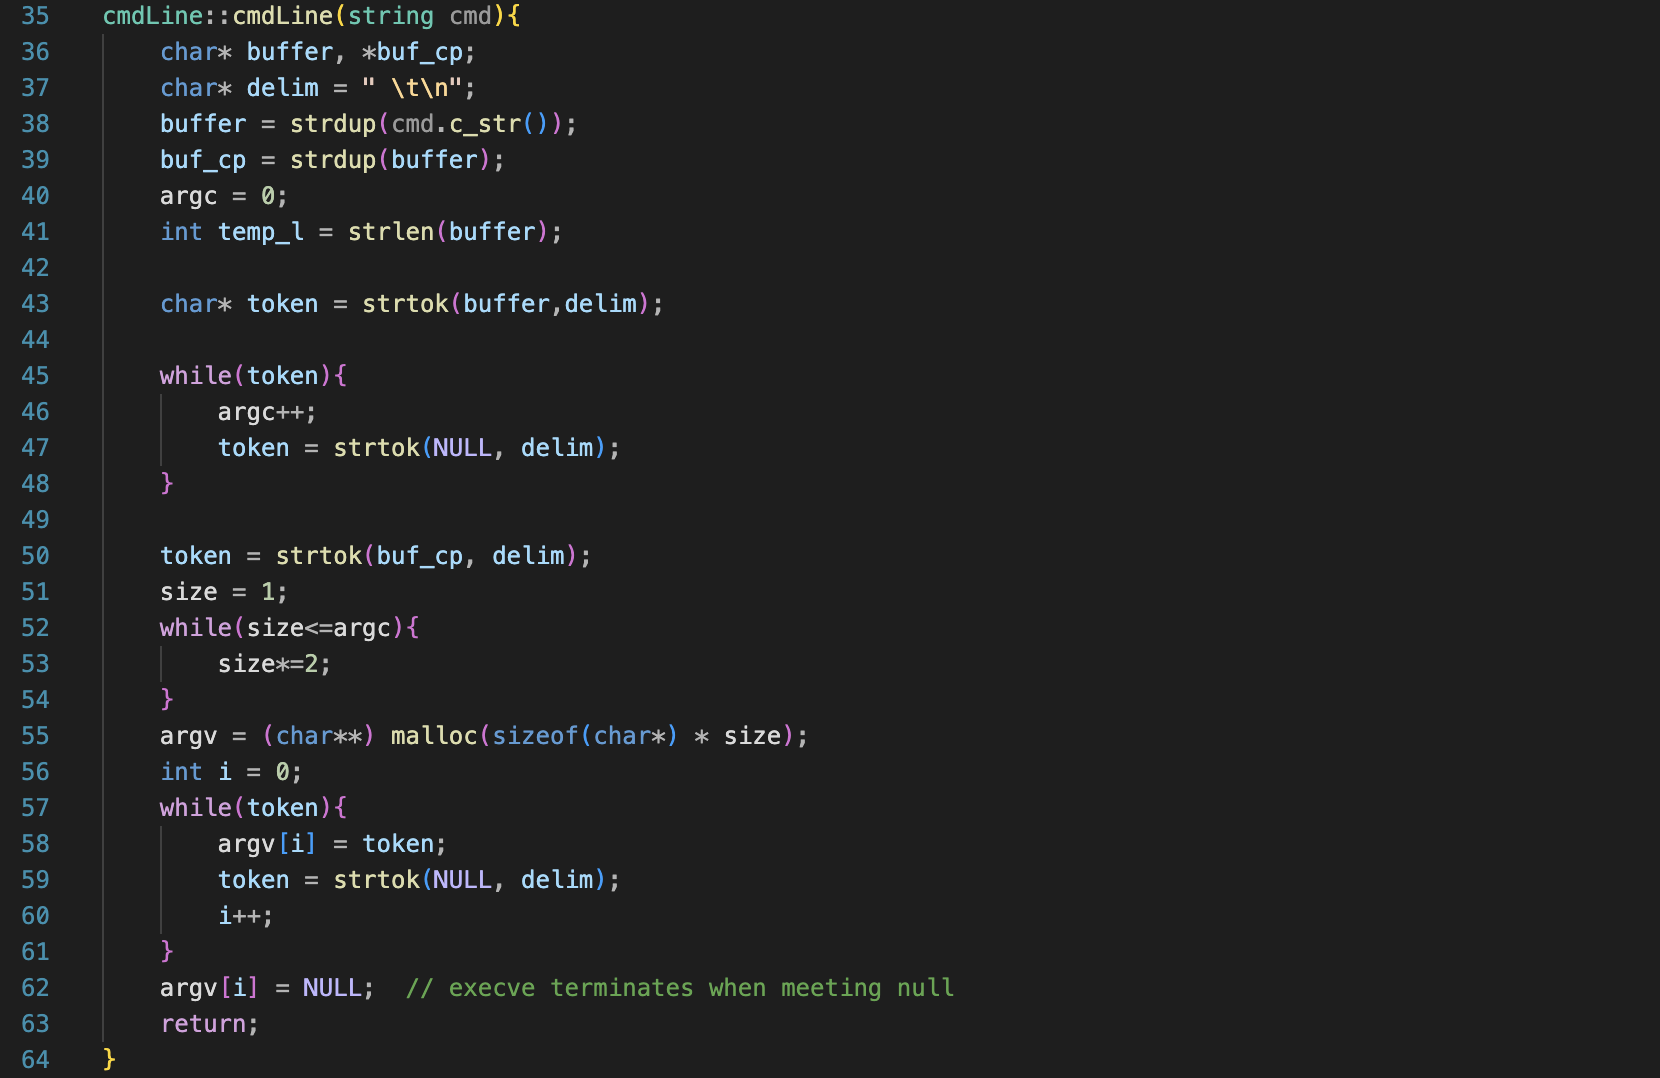 35 cmdLine::cmdLine(string cmd){
36     char* buffer, *buf_cp;
37     char* delim = " \t\n";
38     buffer = strdup(cmd.c_str());
39     buf_cp = strdup(buffer);
40     argc = 0;
41     int temp_l = strlen(buffer);
42
43     char* token = strtok(buffer,delim);
44
45     while(token){
46         argc++;
47         token = strtok(NULL, delim);
48     }
49
50     token = strtok(buf_cp, delim);
51     size = 1;
52     while(size<=argc){
53         size*=2;
54     }
55     argv = (char**) malloc(sizeof(char*) * size);
56     int i = 0;
57     while(token){
58         argv[i] = token;
59         token = strtok(NULL, delim);
60         i++;
61     }
62     argv[i] = NULL;  // execve terminates when meeting null
63     return;
64 }